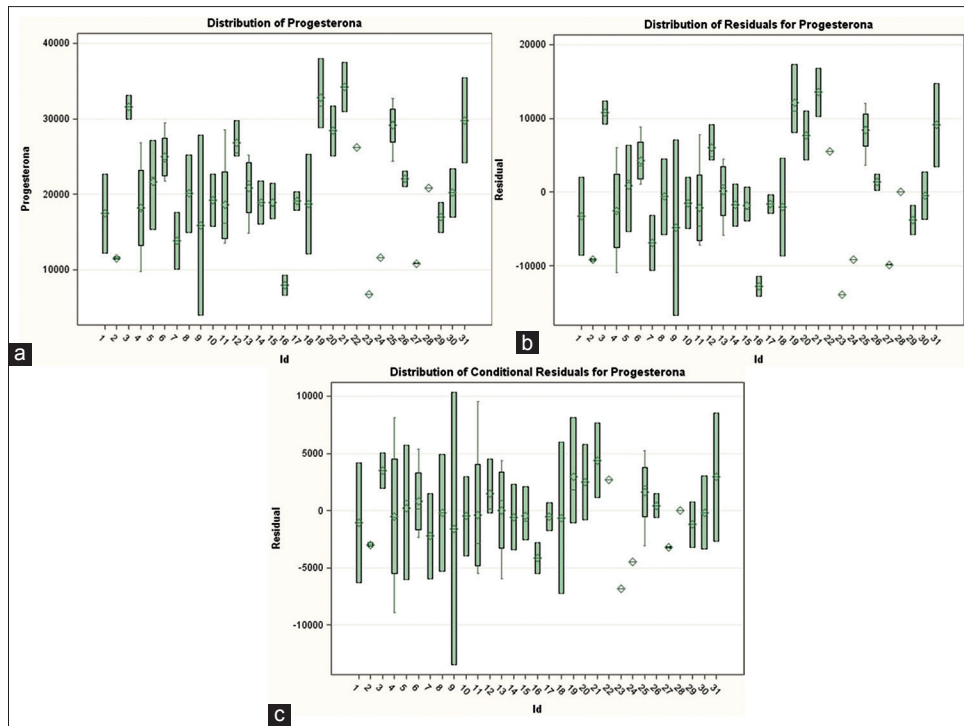 Distribution of Progesterona
40000
30000
20000
10000
Progesterona
1 2 3 4 5 6 7 8 9 10 11 12 13 14 15 16 17 18 19 20 21 22 23 24 25 26 27 28 29 30 31
Id
a
Distribution of Residuals for Progesterona
20000
10000
0
-10000
Residual
1 2 3 4 5 6 7 8 9 10 11 12 13 14 15 16 17 18 19 20 21 22 23 24 25 26 27 28 29 30 31
Id
b
Distribution of Conditional Residuals for Progesterona
10000
5000
0
-5000
-10000
Residual
1 2 3 4 5 6 7 8 9 10 11 12 13 14 15 16 17 18 19 20 21 22 23 24 25 26 27 28 29 30 31
Id
c